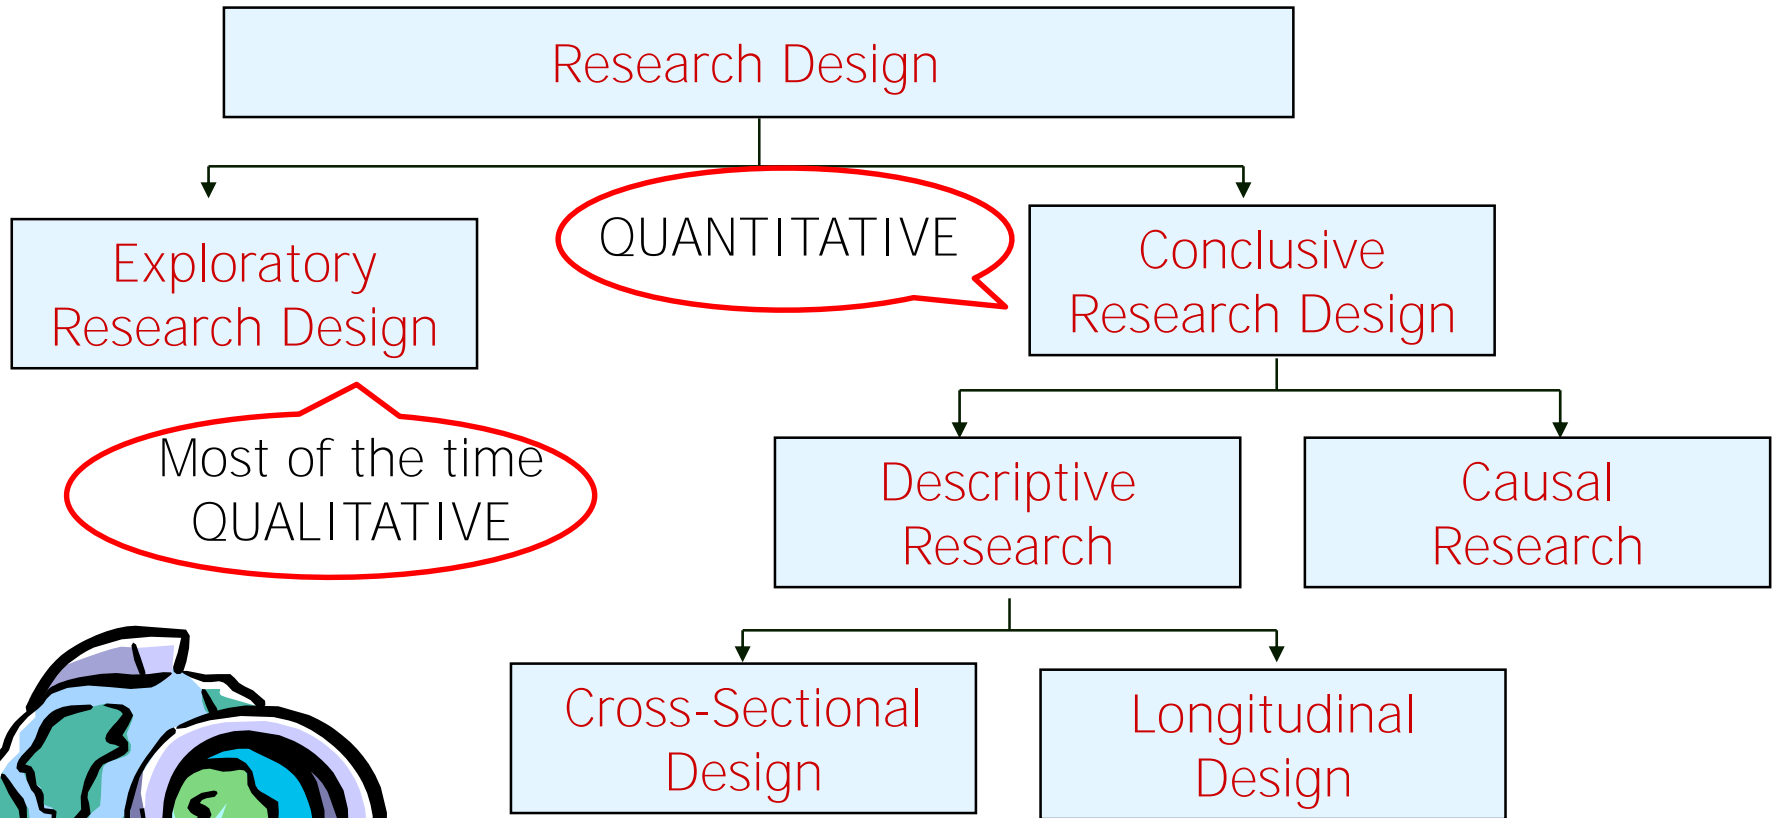 Research Design
QUANTITATIVE
Exploratory
Research Design
Conclusive
Research Design
Most of the time
QUALITATIVE
Descriptive
Research
Causal
Research
Cross-Sectional
Design
Longitudinal
Design